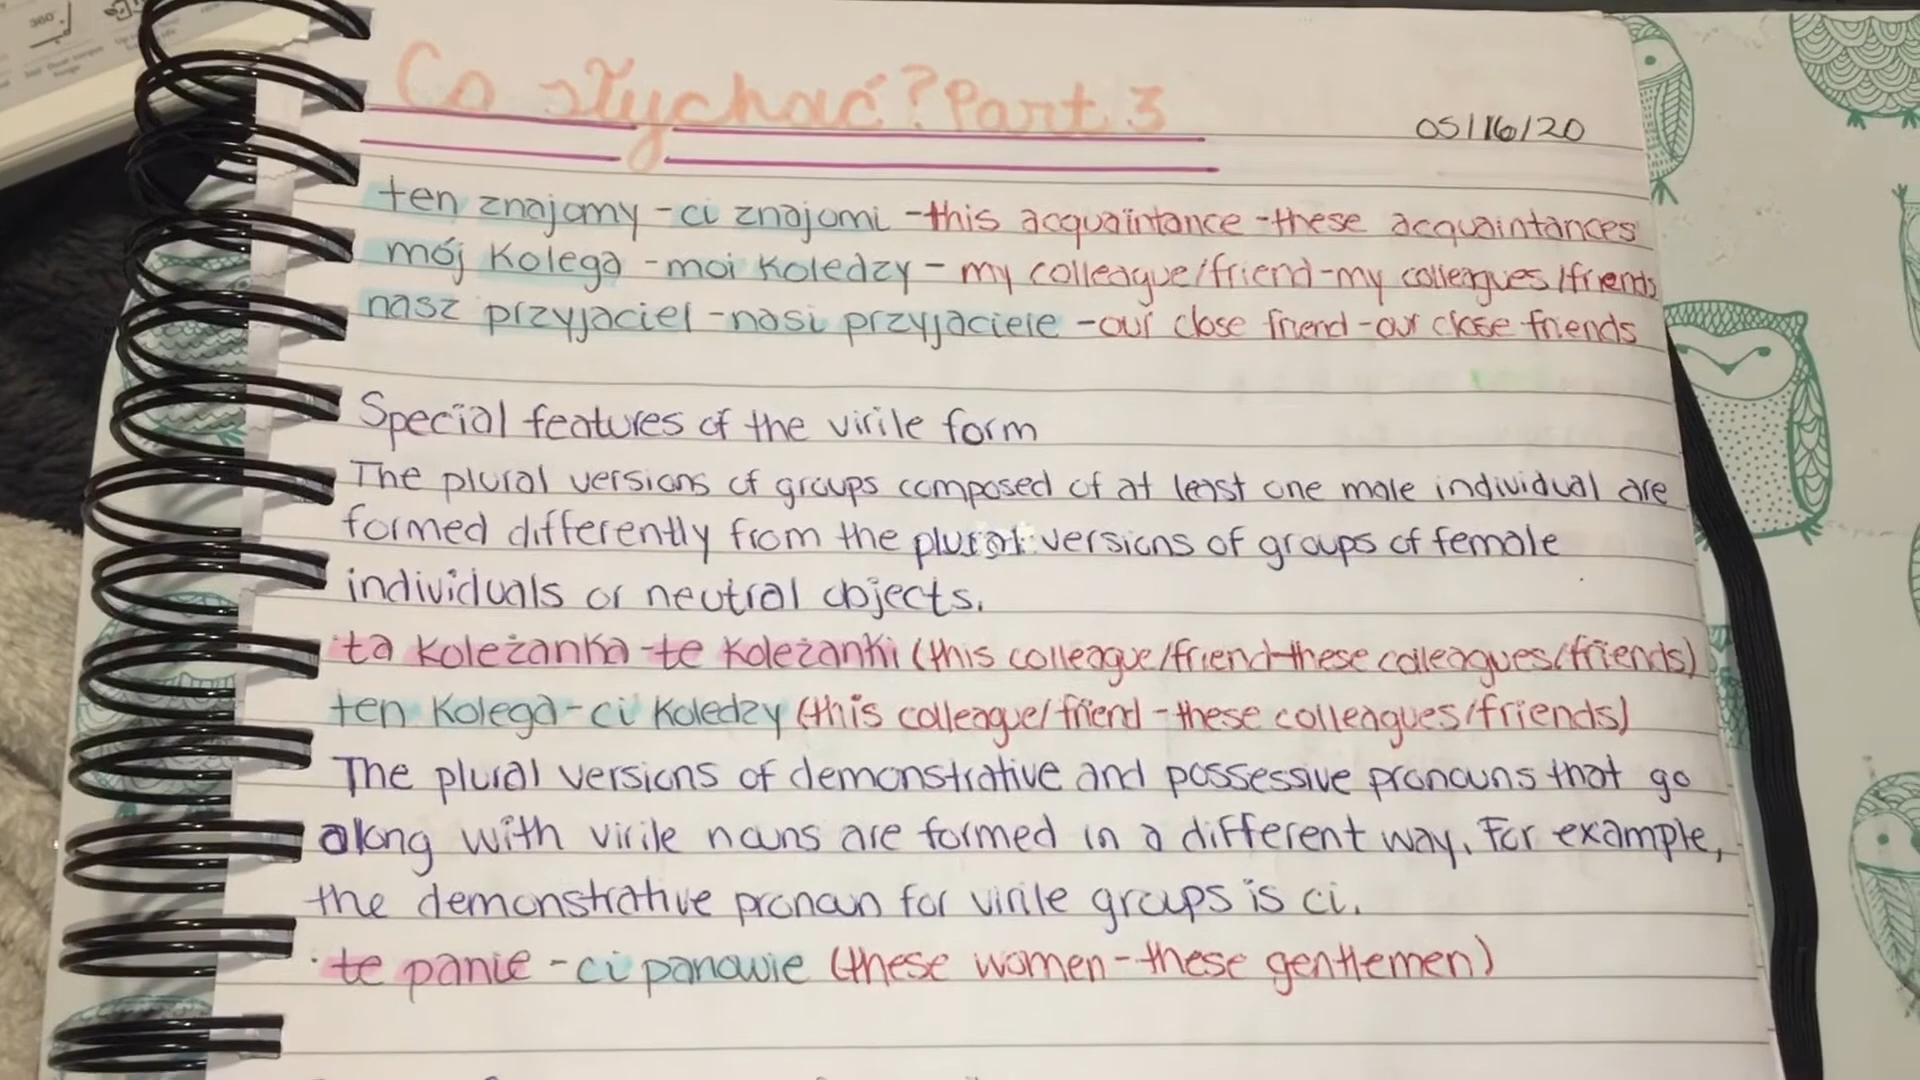 Co słychać? Part 3
05/16/20
ten znajomy - ci znajomi - this acquaintance - these acquaintances
mój kolega - moi koledzy - my colleague/friend - my colleagues/friends
nasz przyjaciel - nasi przyjaciele - our close friend - our close friends
Special features of the virile form
The plural versions of groups composed of at least one male individual are
formed differently from the plural versions of groups of female
individuals or neutral objects.
ta koleżanka - te koleżanki (this colleague/friend - these colleagues/friends)
ten kolega - ci koledzy (this colleague/friend - these colleagues/friends)
The plural versions of demonstrative and possessive pronouns that go
along with virile nouns are formed in a different way. For example,
the demonstrative pronoun for virile groups is ci.
te panie - ci panowie (these women - these gentlemen)